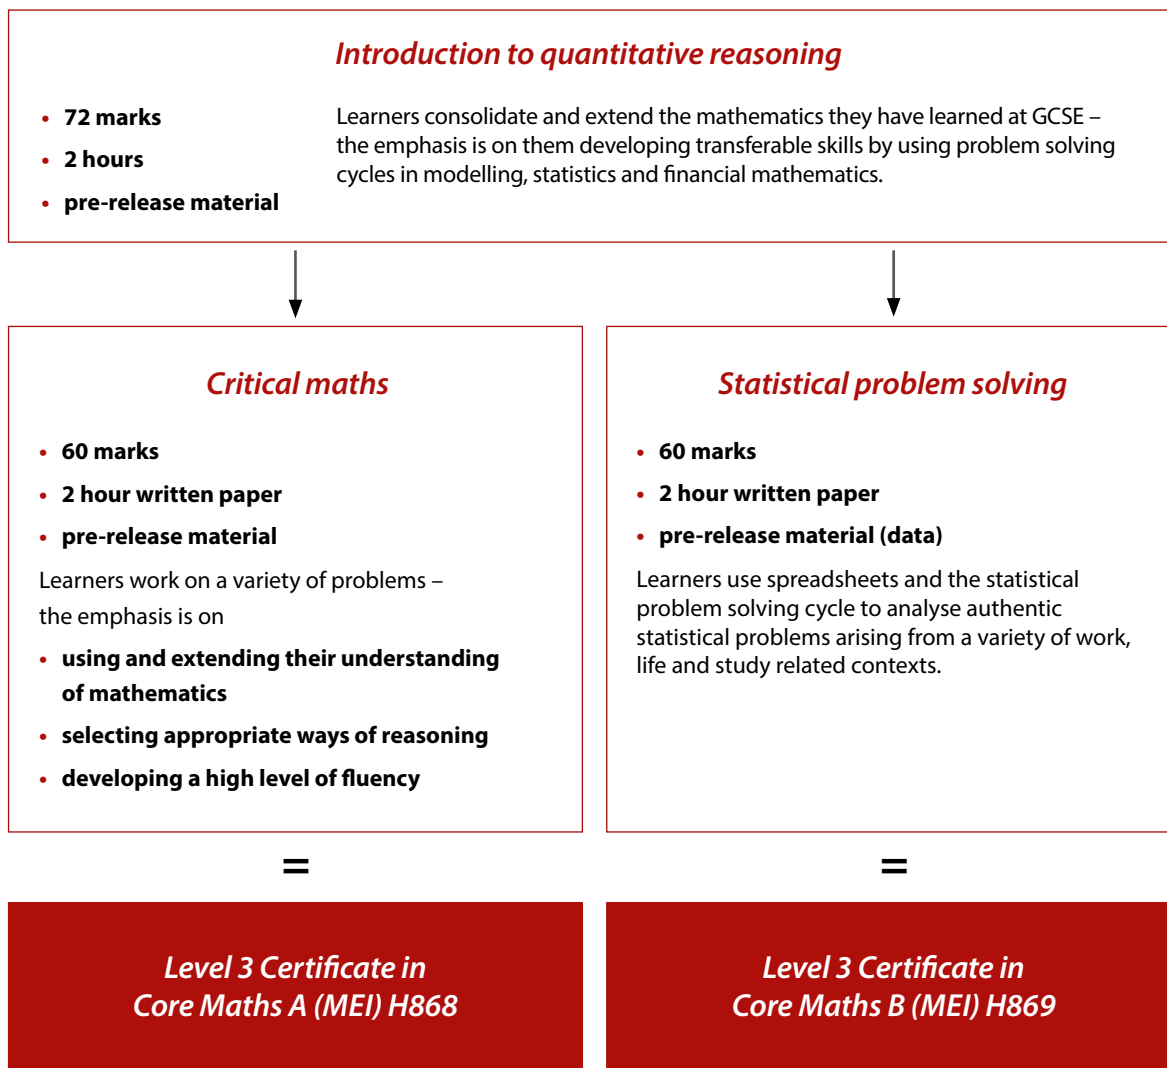 Introduction to quantitative reasoning
• 72 marks
• 2 hours
• pre-release material
Learners consolidate and extend the mathematics they have learned at GCSE –
the emphasis is on them developing transferable skills by using problem solving
cycles in modelling, statistics and financial mathematics.
Critical maths
• 60 marks
• 2 hour written paper
• pre-release material
Learners work on a variety of problems –
the emphasis is on
• using and extending their understanding
of mathematics
• selecting appropriate ways of reasoning
• developing a high level of fluency
Statistical problem solving
• 60 marks
• 2 hour written paper
• pre-release material (data)
Learners use spreadsheets and the statistical
problem solving cycle to analyse authentic
statistical problems arising from a variety of work,
life and study related contexts.
=
=
Level 3 Certificate in
Core Maths A (MEI) H868
Level 3 Certificate in
Core Maths B (MEI) H869